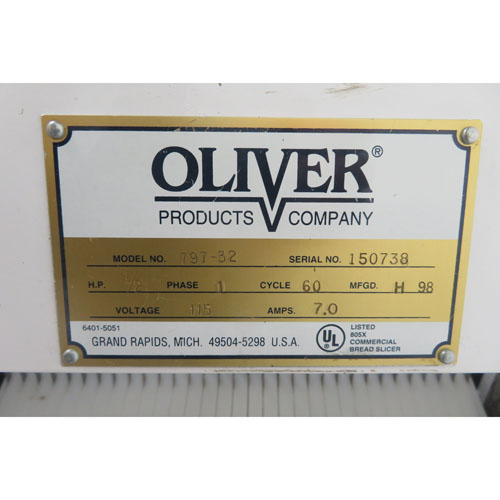 OLIVER®
PRODUCTS COMPANY
MODEL NO. 797-32 SERIAL NO. 150738
H.P. PHASE 1 CYCLE 60 MFGD. H 98
VOLTAGE 115 AMPS. 7.0
6401-5051
GRAND RAPIDS, MICH. 49504-5298 U.S.A.
UL
LISTED
805X
COMMERCIAL
BREAD SLICER